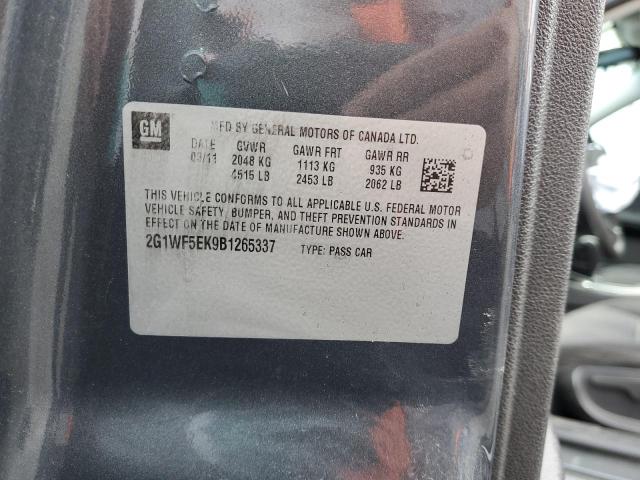 GM
MFD BY GENERAL MOTORS OF CANADA LTD.
DATE GVWR GAWR FRT GAWR RR
03/11 2048 KG 1113 KG 935 KG
4515 LB 2453 LB 2062 LB
THIS VEHICLE CONFORMS TO ALL APPLICABLE U.S. FEDERAL MOTOR
VEHICLE SAFETY, BUMPER, AND THEFT PREVENTION STANDARDS IN
EFFECT ON THE DATE OF MANUFACTURE SHOWN ABOVE.
2G1WF5EK9B1265337 TYPE: PASS CAR